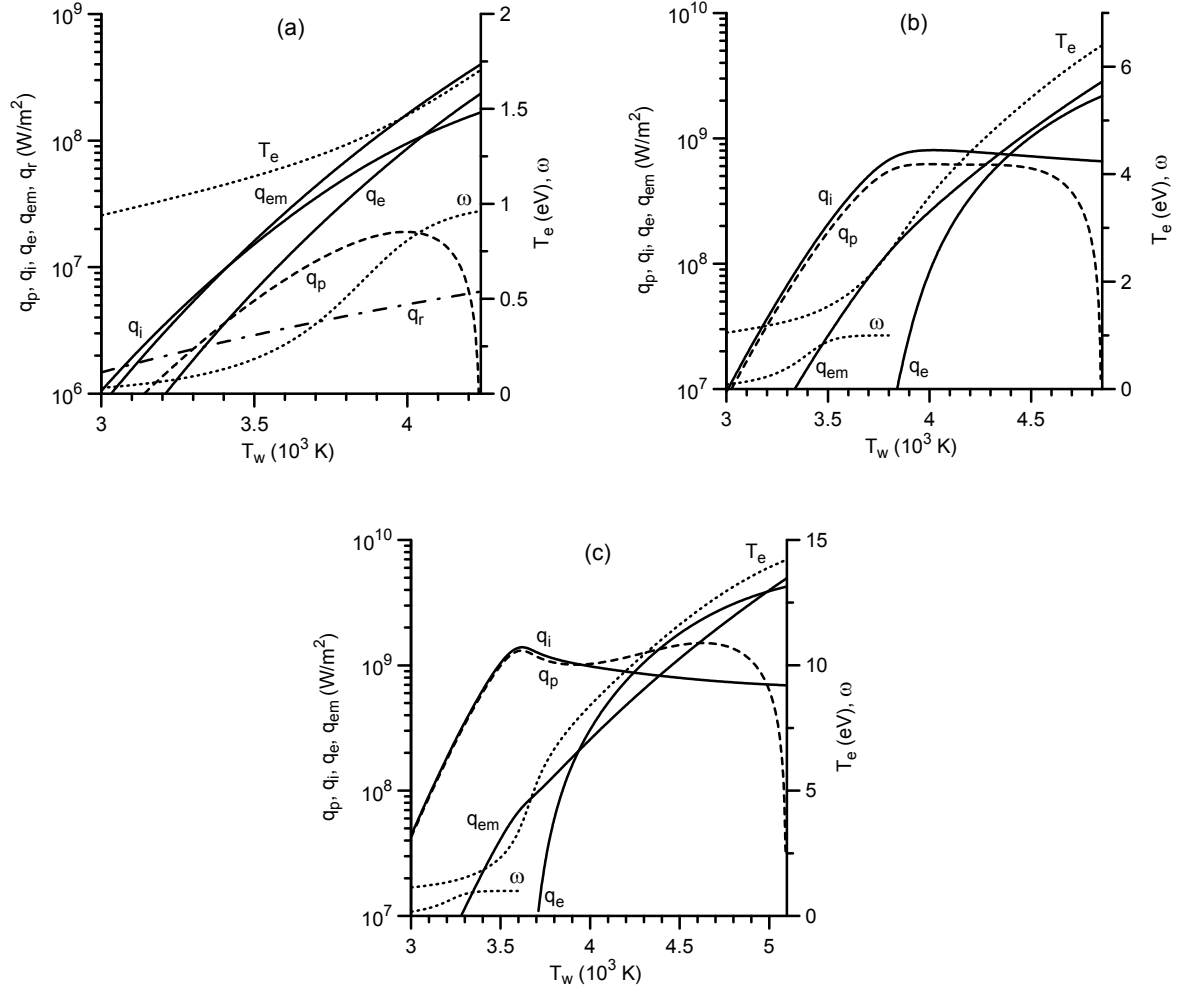 (a)
10^9
10^8
10^7
10^6
q_p, q_i, q_e, q_em, q_r (W/m^2)
2
1.5
1
0.5
0
T_e (eV), ω
T_e
q_em
q_e
ω
q_p
q_i
q_r
3
3.5
4
T_w (10^3 K)
(b)
10^10
10^9
10^8
10^7
q_p, q_i, q_e, q_em (W/m^2)
6
4
2
0
T_e (eV), ω
T_e
q_i
q_p
ω
q_em
q_e
3
3.5
4
4.5
T_w (10^3 K)
(c)
10^10
10^9
10^8
10^7
q_p, q_i, q_e, q_em (W/m^2)
15
10
5
0
T_e (eV), ω
T_e
q_i
q_p
q_em
ω
q_e
3
3.5
4
4.5
5
T_w (10^3 K)